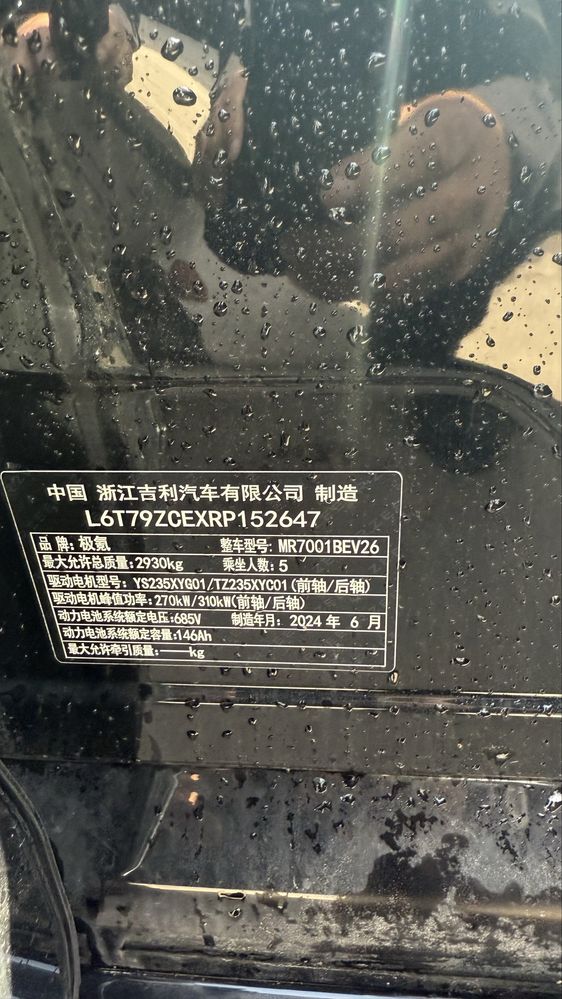 中国 浙江吉利汽车有限公司 制造
L6T79ZCEXRP152647
品 牌:极氪 整车型号: MR7001BEV26
最大允许总质量:2930kg 乘坐人数: 5
驱动电机型号: YS235XYG01/TZ235XYC01(前轴/后轴)
驱动电机峰值功率:270kW/310kW(前轴/后轴)
动力电池系统额定电压:685V 制造年月: 2024 年 6 月
动力电池系统额定容量:146Ah
最大允许牵引质量:——kg